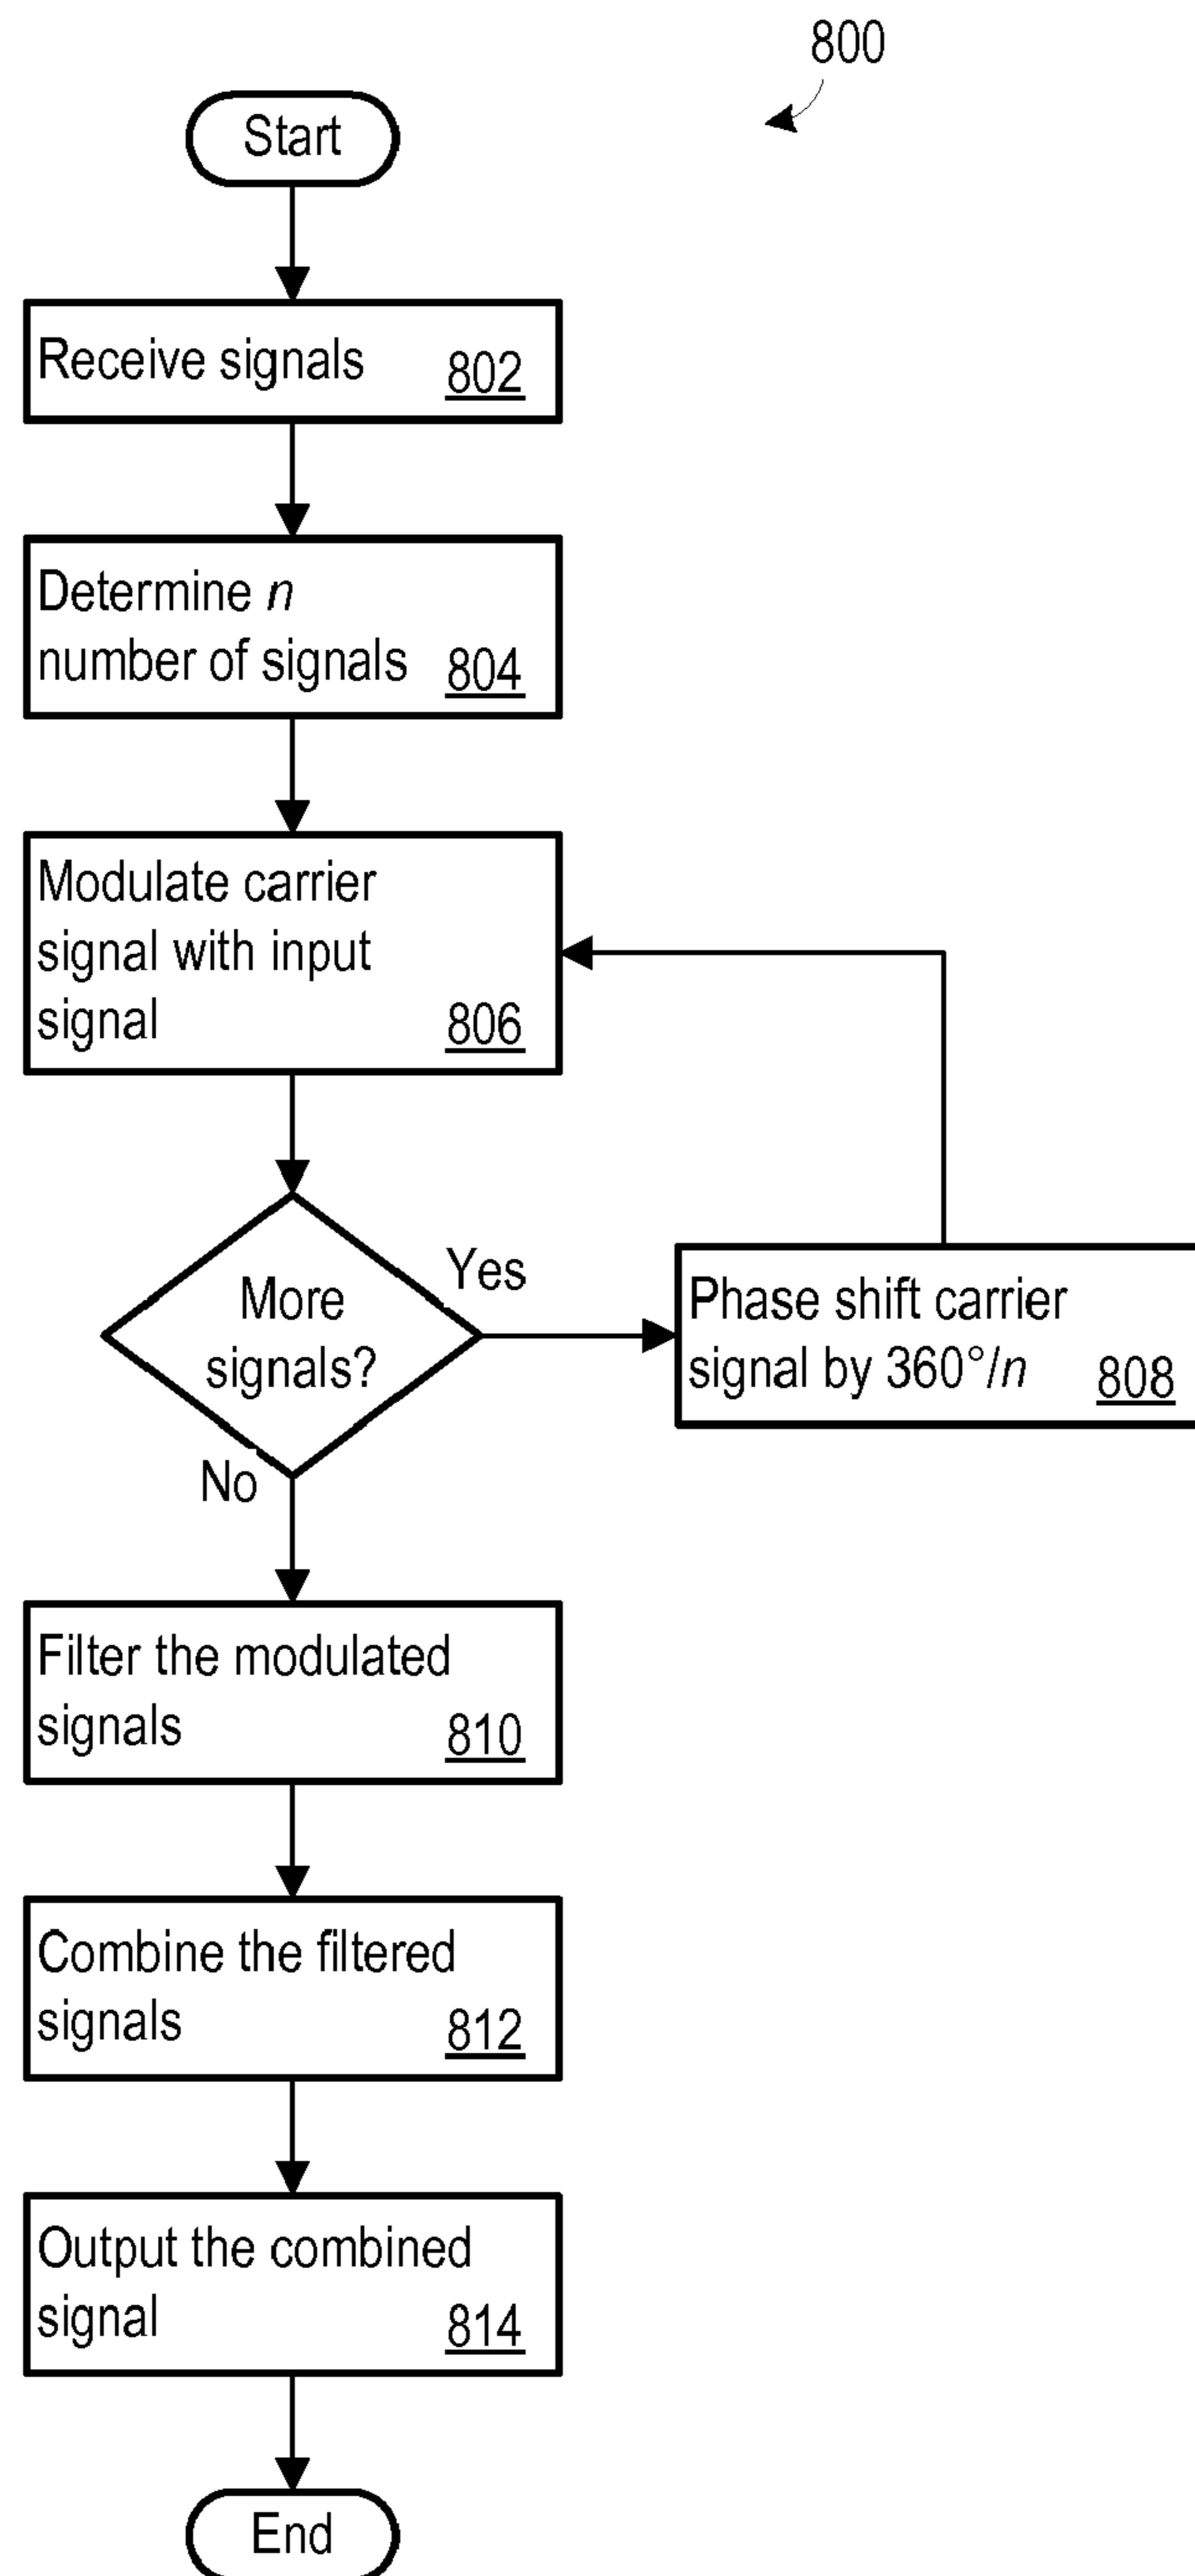 800
Start
Receive signals 802
Determine n
number of signals 804
Modulate carrier
signal with input
signal 806
More
signals?
Yes
Phase shift carrier
signal by 360°/n 808
No
Filter the modulated
signals 810
Combine the filtered
signals 812
Output the combined
signal 814
End